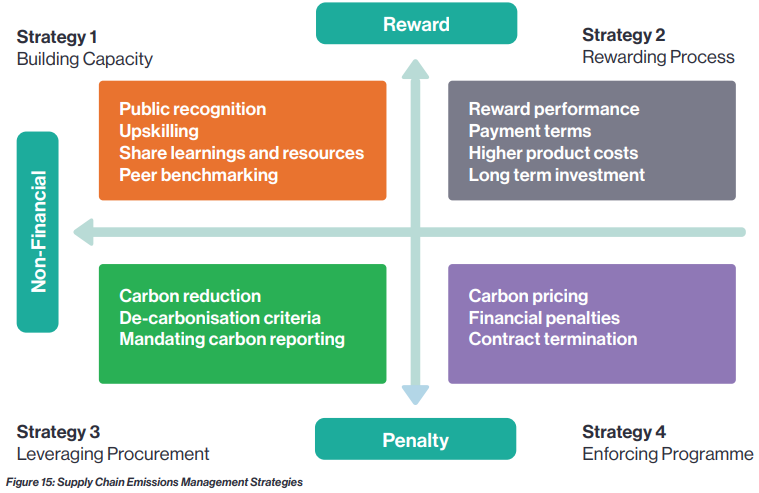 Reward
Strategy 1
Building Capacity
Strategy 2
Rewarding Process
Public recognition
Upskilling
Share learnings and resources
Peer benchmarking
Reward performance
Payment terms
Higher product costs
Long term investment
Non-Financial
Carbon reduction
De-carbonisation criteria
Mandating carbon reporting
Carbon pricing
Financial penalties
Contract termination
Strategy 3
Leveraging Procurement
Penalty
Strategy 4
Enforcing Programme
Figure 15: Supply Chain Emissions Management Strategies